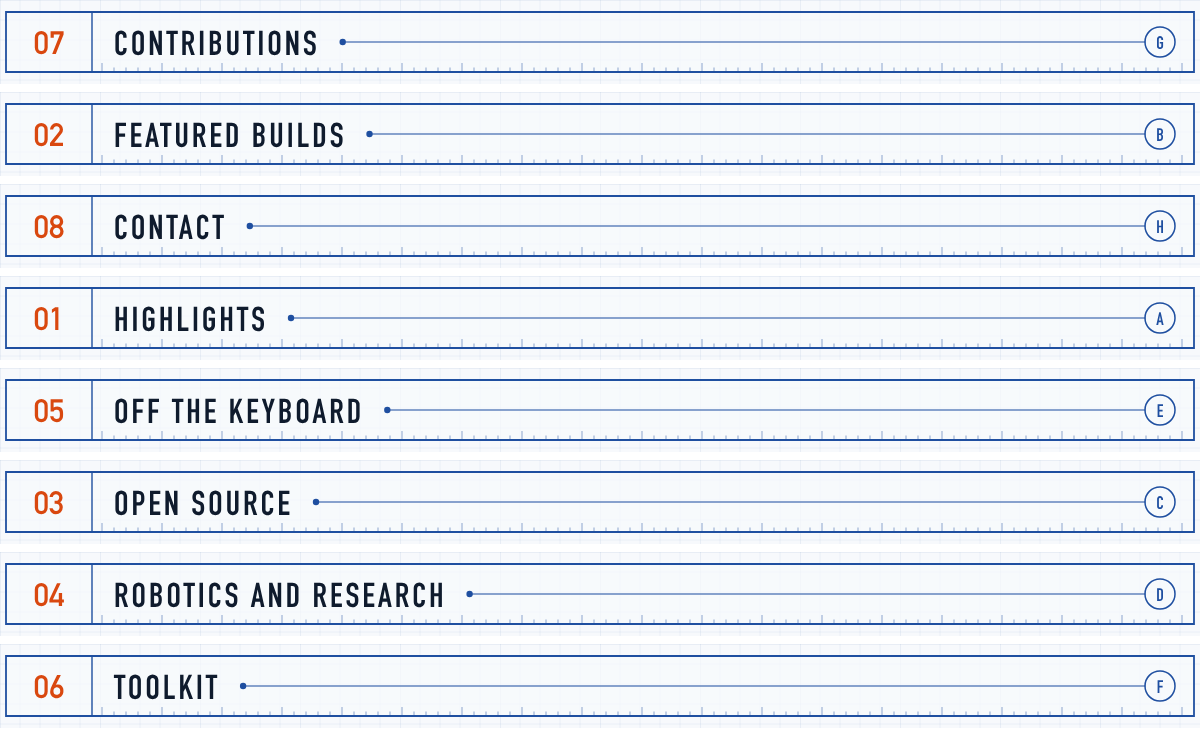 07 CONTRIBUTIONS G
02 FEATURED BUILDS B
08 CONTACT H
01 HIGHLIGHTS A
05 OFF THE KEYBOARD E
03 OPEN SOURCE C
04 ROBOTICS AND RESEARCH D
06 TOOLKIT F